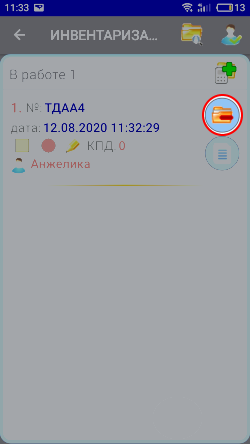 11:33 13
ИНВЕНТАРИЗА...
В работе 1
1. №: ТДАА4
дата: 12.08.2020 11:32:29
КПД 0
Анжелика